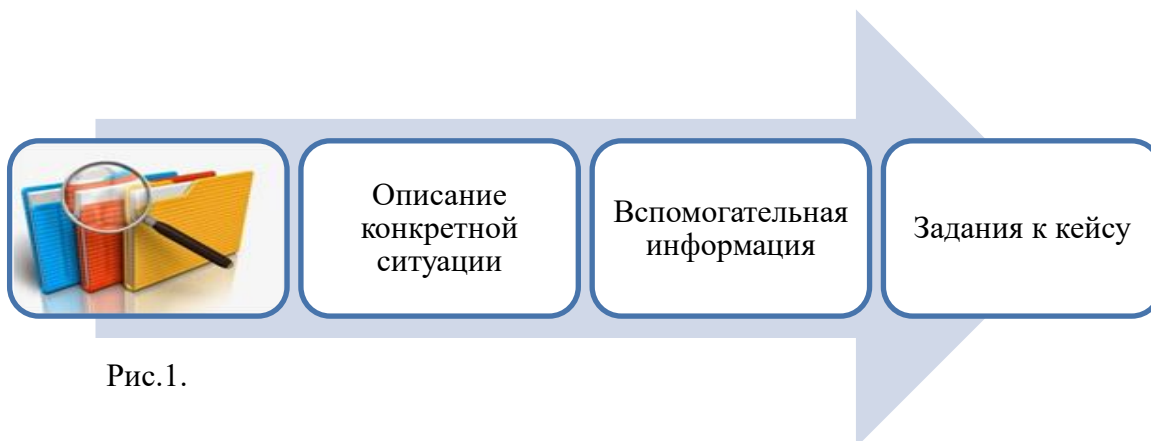 Описание
конкретной
ситуации
Вспомогательная
информация
Задания к кейсу
Рис.1.